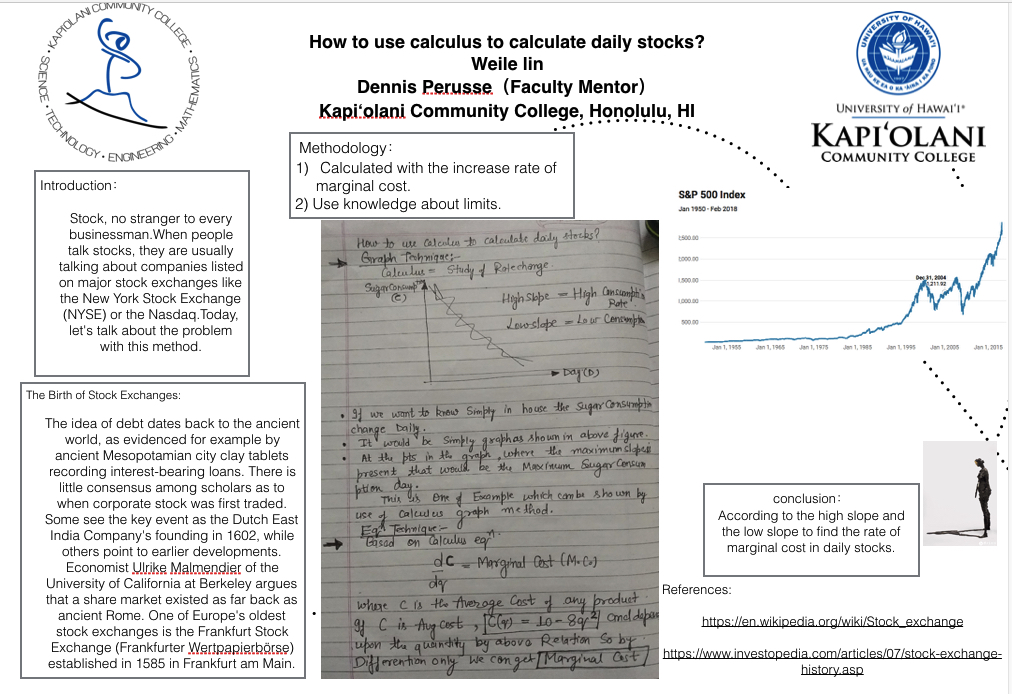 KAPI'OLANI COMMUNITY COLLEGE • SCIENCE • TECHNOLOGY • ENGINEERING • MATHEMATICS
How to use calculus to calculate daily stocks?
Weile lin
Dennis Perusse（Faculty Mentor）
Kapiʻolani Community College, Honolulu, HI
UNIVERSITY OF HAWAI'I
UNIVERSITY of HAWAI'I®
KAPI'OLANI
COMMUNITY COLLEGE
Introduction：
Stock, no stranger to every
businessman.When people
talk stocks, they are usually
talking about companies listed
on major stock exchanges like
the New York Stock Exchange
(NYSE) or the Nasdaq.Today,
let's talk about the problem
with this method.
The Birth of Stock Exchanges:
The idea of debt dates back to the ancient
world, as evidenced for example by
ancient Mesopotamian city clay tablets
recording interest-bearing loans. There is
little consensus among scholars as to
when corporate stock was first traded.
Some see the key event as the Dutch East
India Company's founding in 1602, while
others point to earlier developments.
Economist Ulrike Malmendier of the
University of California at Berkeley argues
that a share market existed as far back as
ancient Rome. One of Europe's oldest
stock exchanges is the Frankfurt Stock
Exchange (Frankfurter Wertpapierbörse)
established in 1585 in Frankfurt am Main.
Methodology：
1) Calculated with the increase rate of
marginal cost.
2) Use knowledge about limits.
How to use Calculus to calculate daily stocks?
Graph Technique:-
Calculus = Study of Rate change
Sugar Consump
(C)
High Slope = High Consumptn
Rate
Low slope = Low Consump
Day (D)
• If we want to know Simply in house the Sugar Consumptn
change Daily.
• It would be Simply graph as shown in above figure.
• At the pts in the graph, where the maximum slope is
present that would be the Maximum Sugar Consum
ption day.
This is one of Example which can be shown by
use of Calculus graph method.
Eqn Technique:-
Based on Calculus eqn.
dC/dq = Marginal Cost (M.C.)
where C is the Average Cost of any product
If C is Avg cost, C(q) = 10 - 8q² and depen
upon the quantity by above Relation So by
Differention only we can get Marginal Cost
S&P 500 Index
Jan 1950 - Feb 2018
2,500.00
2,000.00
1,500.00
1,000.00
500.00
Dec 31, 2004
1,211.92
Jan 1, 1955
Jan 1, 1965
Jan 1, 1975
Jan 1, 1985
Jan 1, 1995
Jan 1, 2005
Jan 1, 2015
conclusion：
According to the high slope and
the low slope to find the rate of
marginal cost in daily stocks.
References:
https://en.wikipedia.org/wiki/Stock_exchange
https://www.investopedia.com/articles/07/stock-exchange-
history.asp